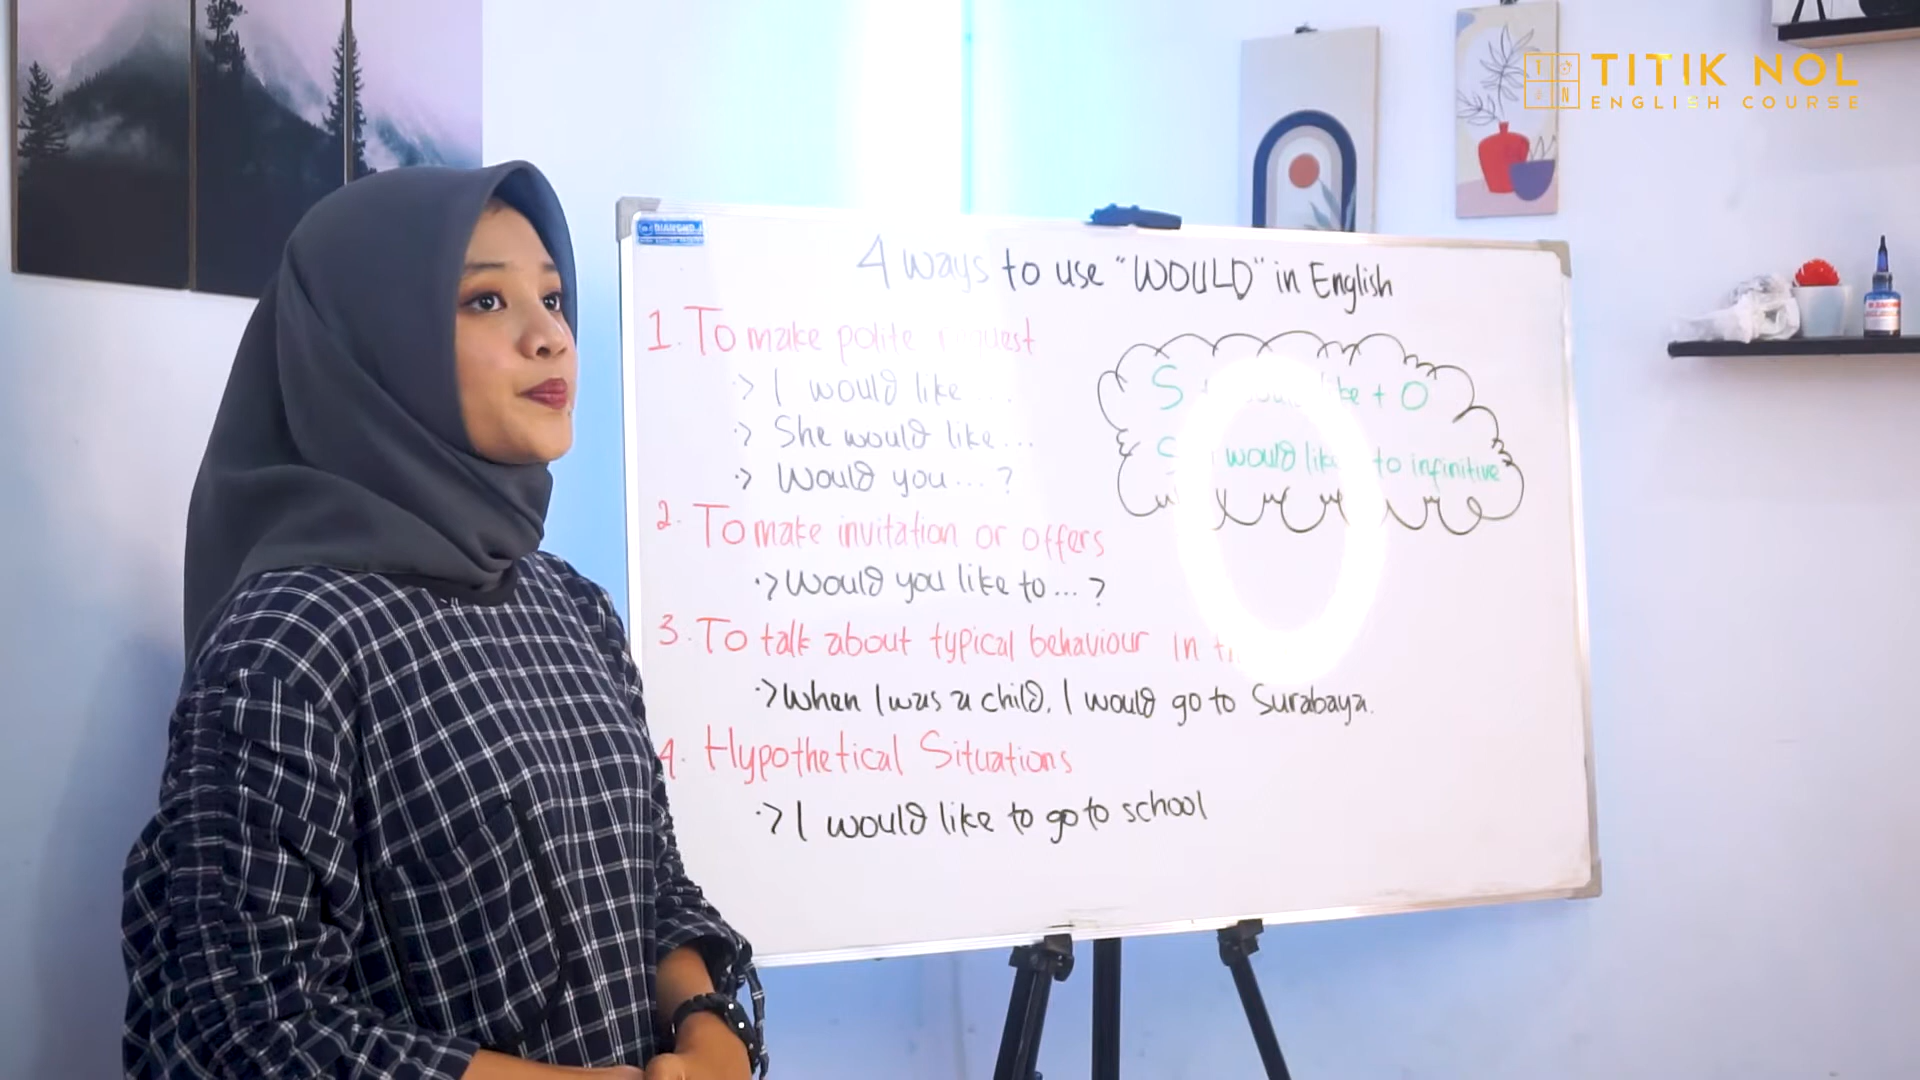 TITIK NOL
ENGLISH COURSE
4 ways to use "WOULD" in English
1. To make polite request
·> I would like ...
·> She would like ...
·> Would you ... ?
2. To make invitation or offers
·> Would you like to ... ?
3. To talk about typical behaviour in
·> When I was a child, I would go to Surabaya.
4. Hypothetical Situations
·> I would like to go to school
S + would like + O
S + would like to infinitive